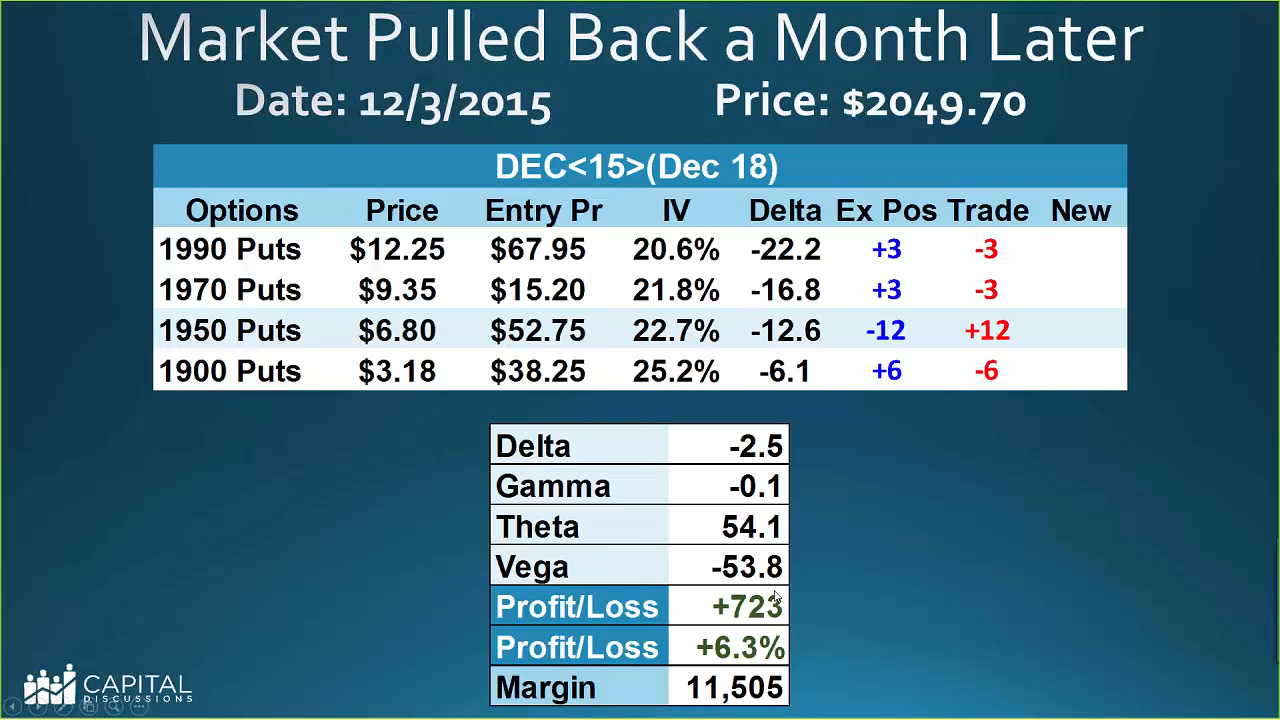 Market Pulled Back a Month Later
Date: 12/3/2015 Price: $2049.70
DEC<15>(Dec 18)
Options Price Entry Pr IV Delta Ex Pos Trade New
1990 Puts $12.25 $67.95 20.6% -22.2 +3 -3
1970 Puts $9.35 $15.20 21.8% -16.8 +3 -3
1950 Puts $6.80 $52.75 22.7% -12.6 -12 +12
1900 Puts $3.18 $38.25 25.2% -6.1 +6 -6
Delta -2.5
Gamma -0.1
Theta 54.1
Vega -53.8
Profit/Loss +723
Profit/Loss +6.3%
Margin 11,505
CAPITAL
DISCUSSIONS